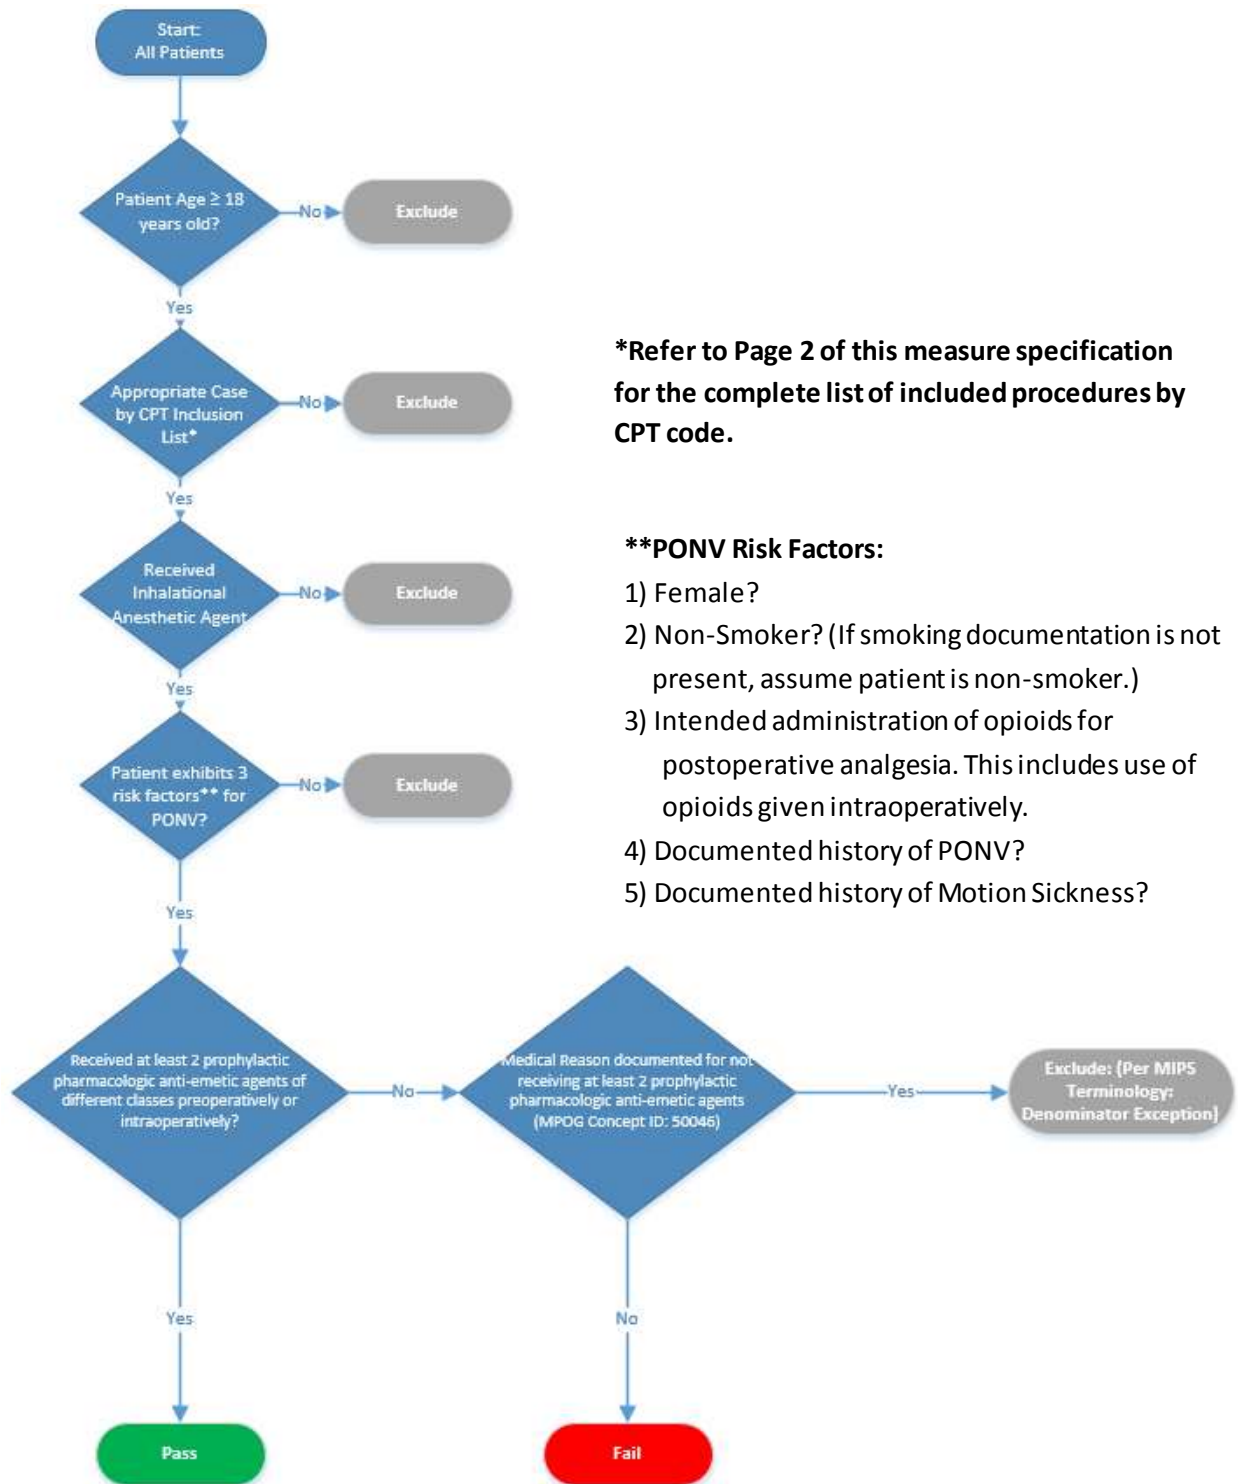 Start:
All Patients
Patient Age ≥ 18
years old?
No
Exclude
Yes
Appropriate Case
by CPT Inclusion
List*
No
Exclude
Yes
Received
Inhalational
Anesthetic Agent
No
Exclude
Yes
Patient exhibits 3
risk factors** for
PONV?
No
Exclude
Yes
*Refer to Page 2 of this measure specification
for the complete list of included procedures by
CPT code.
**PONV Risk Factors:
1) Female?
2) Non-Smoker? (If smoking documentation is not
present, assume patient is non-smoker.)
3) Intended administration of opioids for
postoperative analgesia. This includes use of
opioids given intraoperatively.
4) Documented history of PONV?
5) Documented history of Motion Sickness?
Received at least 2 prophylactic
pharmacologic anti-emetic agents of
different classes preoperatively or
intraoperatively?
No
Medical Reason documented for not
receiving at least 2 prophylactic
pharmacologic anti-emetic agents
(MPOG Concept ID: 50046)
Yes
Exclude: (Per MIPS
Terminology:
Denominator Exception)
Yes
No
Pass
Fail